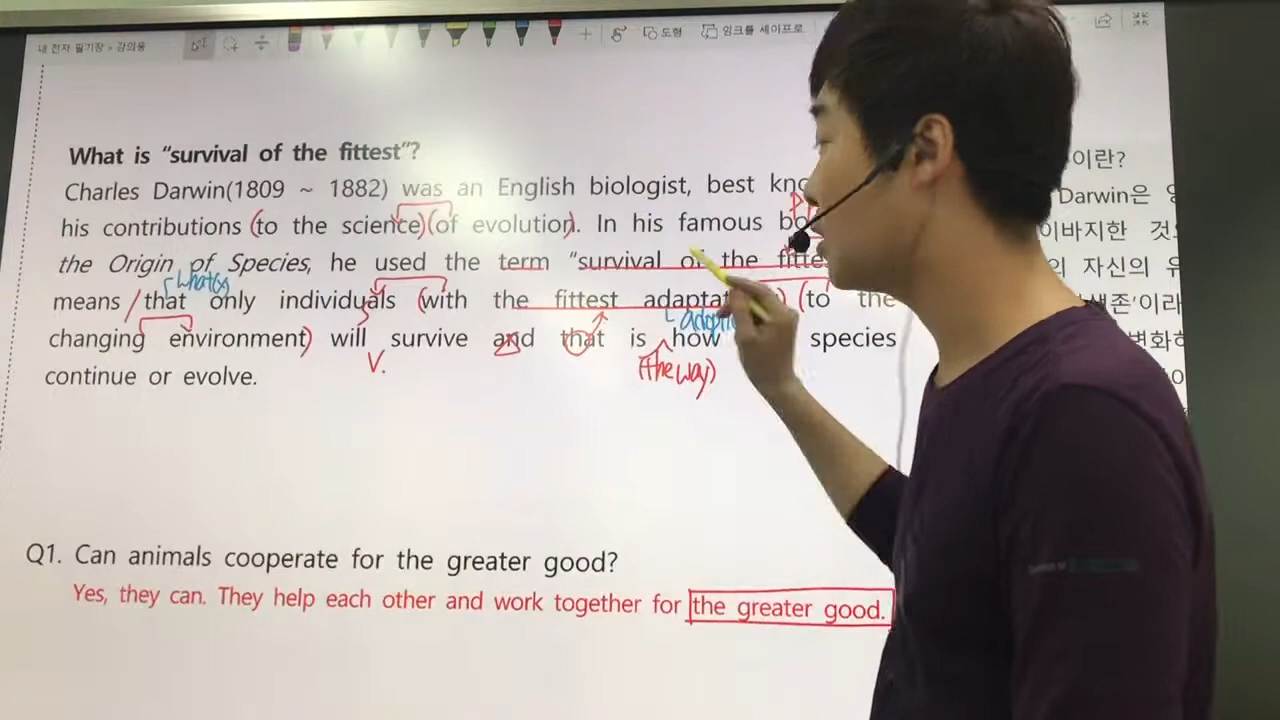 내 전자 필기장 > 강의용
도형
잉크를 셰이프로
What is “survival of the fittest”?
Charles Darwin(1809 ~ 1882) was an English biologist, best
his contributions (to the science)(of evolution). In his famous
the Origin of Species, he used the term “survival of the
what(x)
means / that only individuals (with the fittest (to the
changing environment) will survive and that is how species
V.
(the way)
continue or evolve.
이란?
Darwin은
이바지한
의 자신의
생존’이라
변화하
Q1. Can animals cooperate for the greater good?
Yes, they can. They help each other and work together for the greater good.